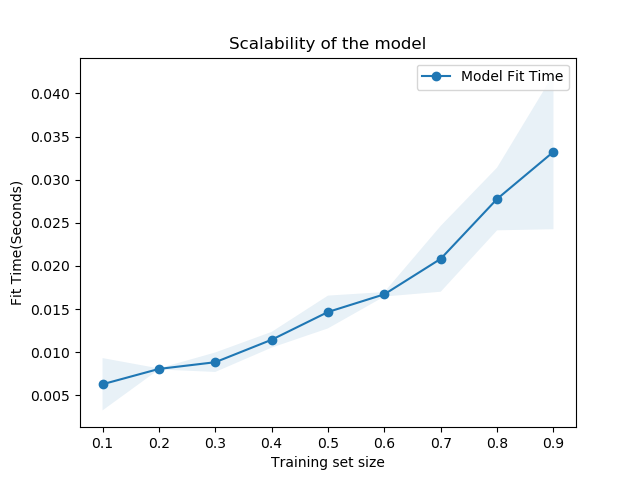 Scalability of the model
Model Fit Time
0.040
0.035
0.030
0.025
0.020
0.015
0.010
0.005
Fit Time(Seconds)
0.1 0.2 0.3 0.4 0.5 0.6 0.7 0.8 0.9
Training set size